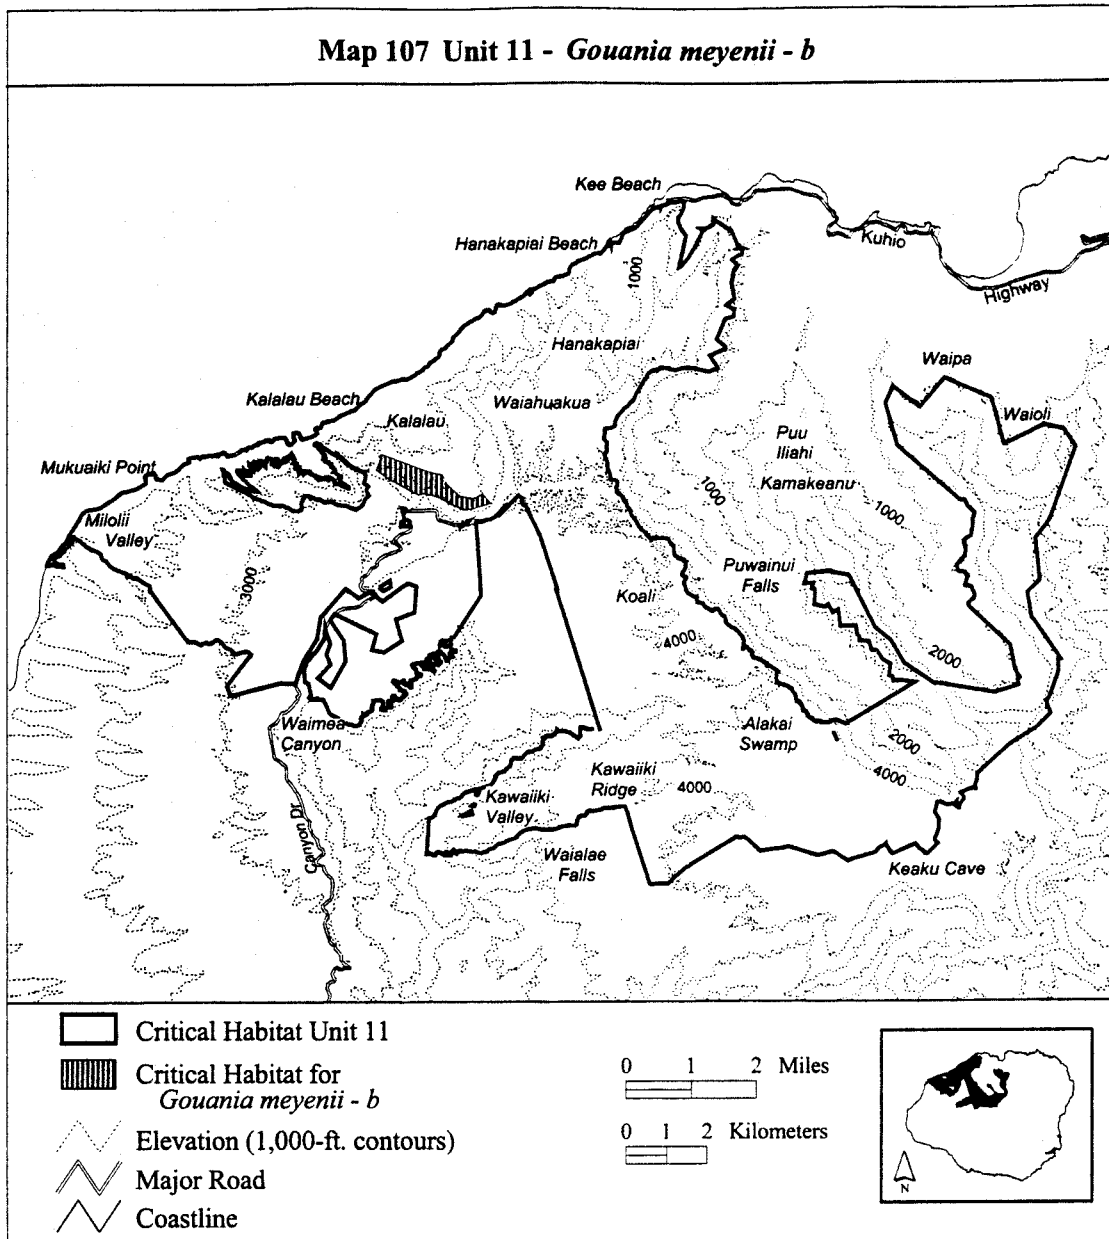 Map 107 Unit 11 - Gouania meyenii - b
Kee Beach
Hanakapiai Beach
Kuhio
Highway
1000
Hanakapiai
Waipa
Kalalau Beach
Waiahuakua
Kalalau
Waioli
Puu
Iliahi
Mukuaiki Point
Kamakeanu
1000
1000
Milolii
Valley
Puwainui
Falls
3000
Koali
4000
2000
Waimea
Canyon
Alakai
Swamp
2000
4000
Kawaiiki
Ridge
4000
Kawaiiki
Valley
Canyon Dr
Waialae
Falls
Keaku Cave
Critical Habitat Unit 11
Critical Habitat for
Gouania meyenii - b
Elevation (1,000-ft. contours)
Major Road
Coastline
0 1 2 Miles
0 1 2 Kilometers
N